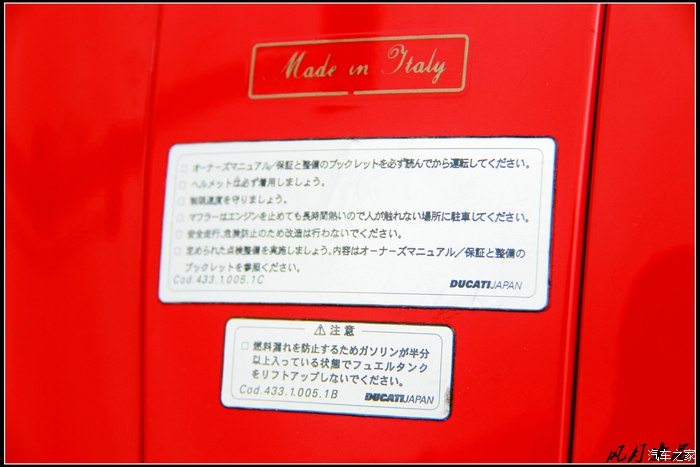 Made in Italy
□ オーナーズマニュアル/保証と整備のブックレットを必ず読んでから運転してください。
□ ヘルメットは必ず着用しましょう。
□ 制限速度を守りましょう。
□ マフラーはエンジンを止めても長時間熱いので人が触れない場所に駐車してください。
□ 安全走行、危険防止のため改造は行わないでください。
□ 定められた点検整備を実施しましょう。内容はオーナーズマニュアル/保証と整備の
ブックレットを参照ください。
Cod.433.1.005.1C
DUCATIJAPAN
⚠注意
□ 燃料漏れを防止するためガソリンが半分
以上入っている状態でフュエルタンク
をリフトアップしないでください。
Cod.433.1.005.1B
DUCATIJAPAN
风月
汽车之家